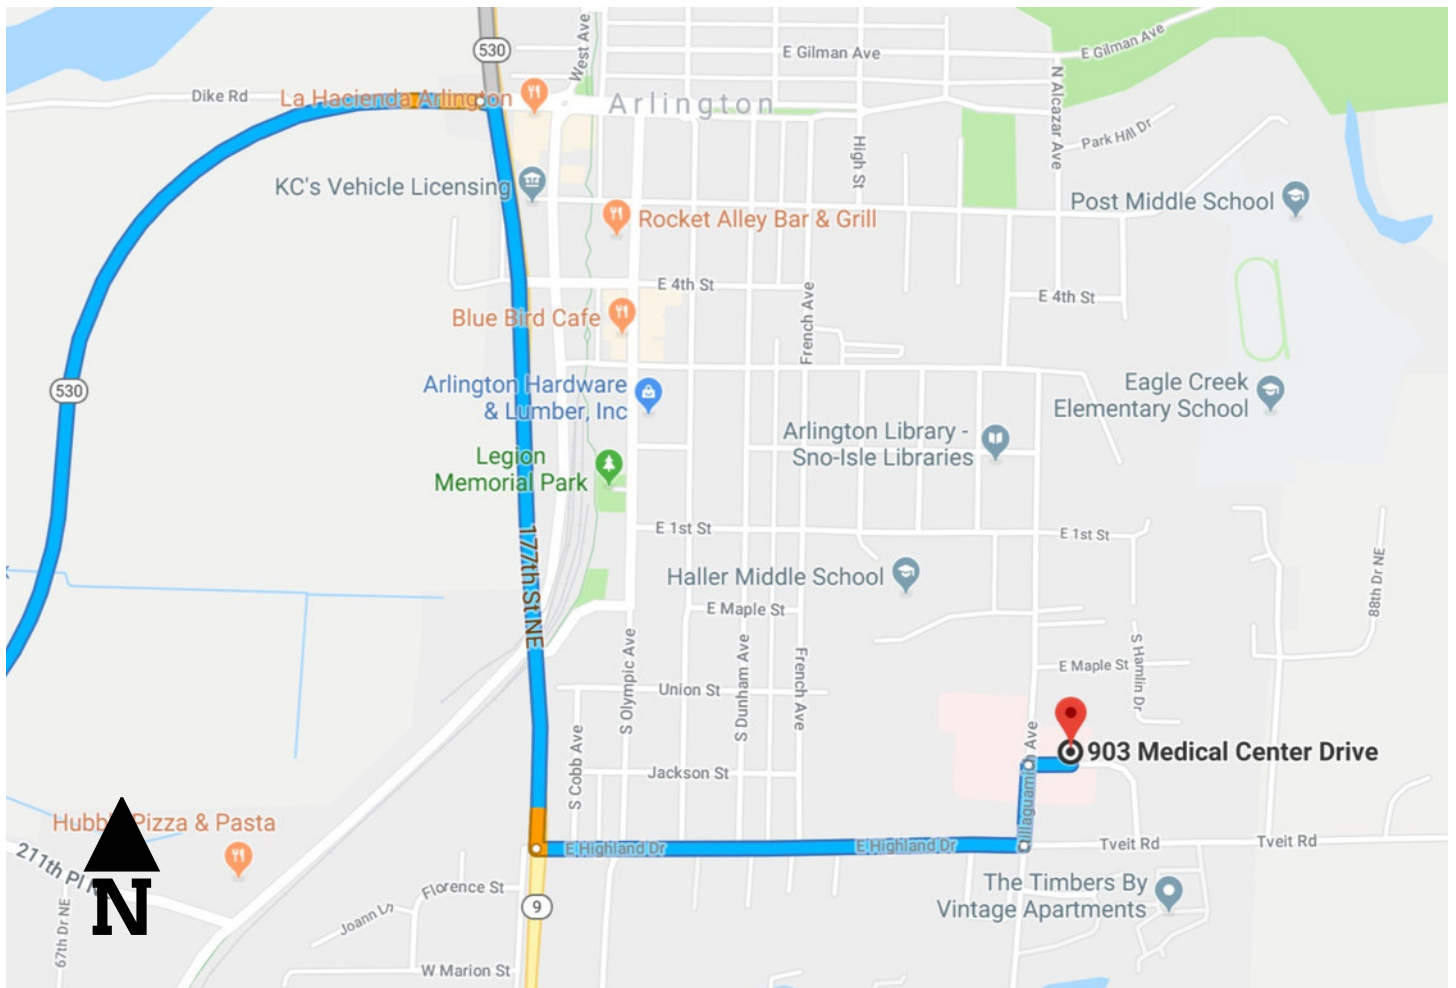 530
West Ave
E Gilman Ave
E Gilman Ave
Dike Rd
La Hacienda Arlington
Arlington
N Alcazar Ave
Park Hill Dr
High St
KC's Vehicle Licensing
Post Middle School
Rocket Alley Bar & Grill
E 4th St
E 4th St
Blue Bird Cafe
French Ave
530
Arlington Hardware
& Lumber, Inc
Eagle Creek
Elementary School
Arlington Library -
Sno-Isle Libraries
Legion
Memorial Park
E 1st St
E 1st St
177th St NE
Haller Middle School
88th Dr NE
E Maple St
S Olympic Ave
S Dunham Ave
French Ave
E Maple St
S Hamlin Dr
Union St
903 Medical Center Drive
S Cobb Ave
Jackson St
Hubb Pizza & Pasta
E Highland Dr
E Highland Dr
Ave
Tveit Rd
Tveit Rd
211th Pl
N
Florence St
The Timbers By
Vintage Apartments
9
Joann Ln
67th Dr NE
W Marion St